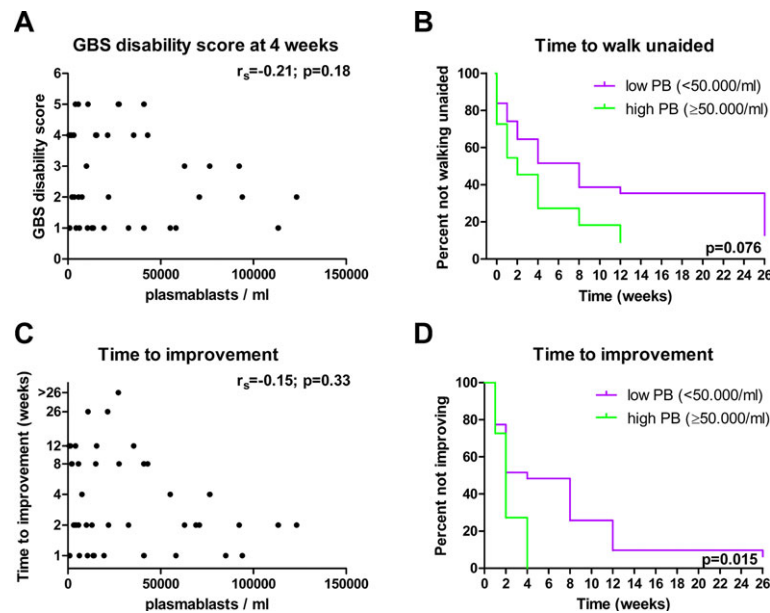 A
GBS disability score at 4 weeks
rs=-0.21; p=0.18
GBS disability score
6
5
4
3
2
1
0
0 50000 100000 150000
plasmablasts / ml
B
Time to walk unaided
low PB (<50.000/ml)
high PB (≥50.000/ml)
Percent not walking unaided
100
80
60
40
20
0
p=0.076
0 2 4 6 8 10 12 14 16 18 20 22 24 26
Time (weeks)
C
Time to improvement
rs=-0.15; p=0.33
Time to improvement (weeks)
>26
26
12
8
4
2
1
0 50000 100000 150000
plasmablasts / ml
D
Time to improvement
low PB (<50.000/ml)
high PB (≥50.000/ml)
Percent not improving
100
80
60
40
20
0
p=0.015
0 2 4 6 8 10 12 14 16 18 20 22 24 26
Time (weeks)